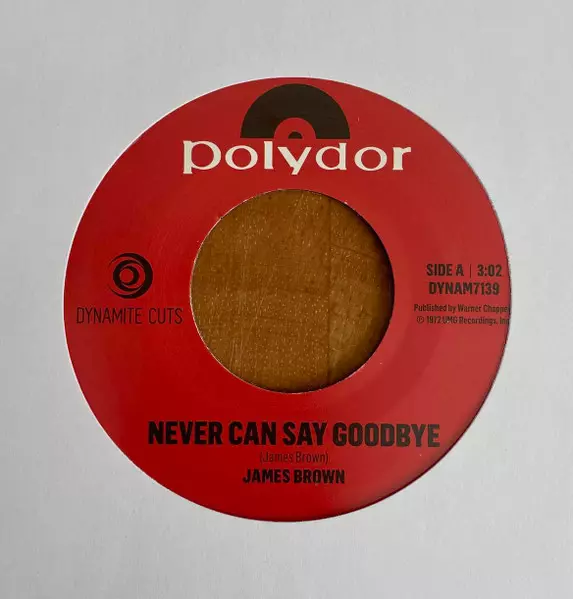 polydor
DYNAMITE CUTS
SIDE A | 3:02
DYNAM7139
Published by Warner Chappel
© 1972 UMG Recordings, Inc
NEVER CAN SAY GOODBYE
(James Brown)
JAMES BROWN